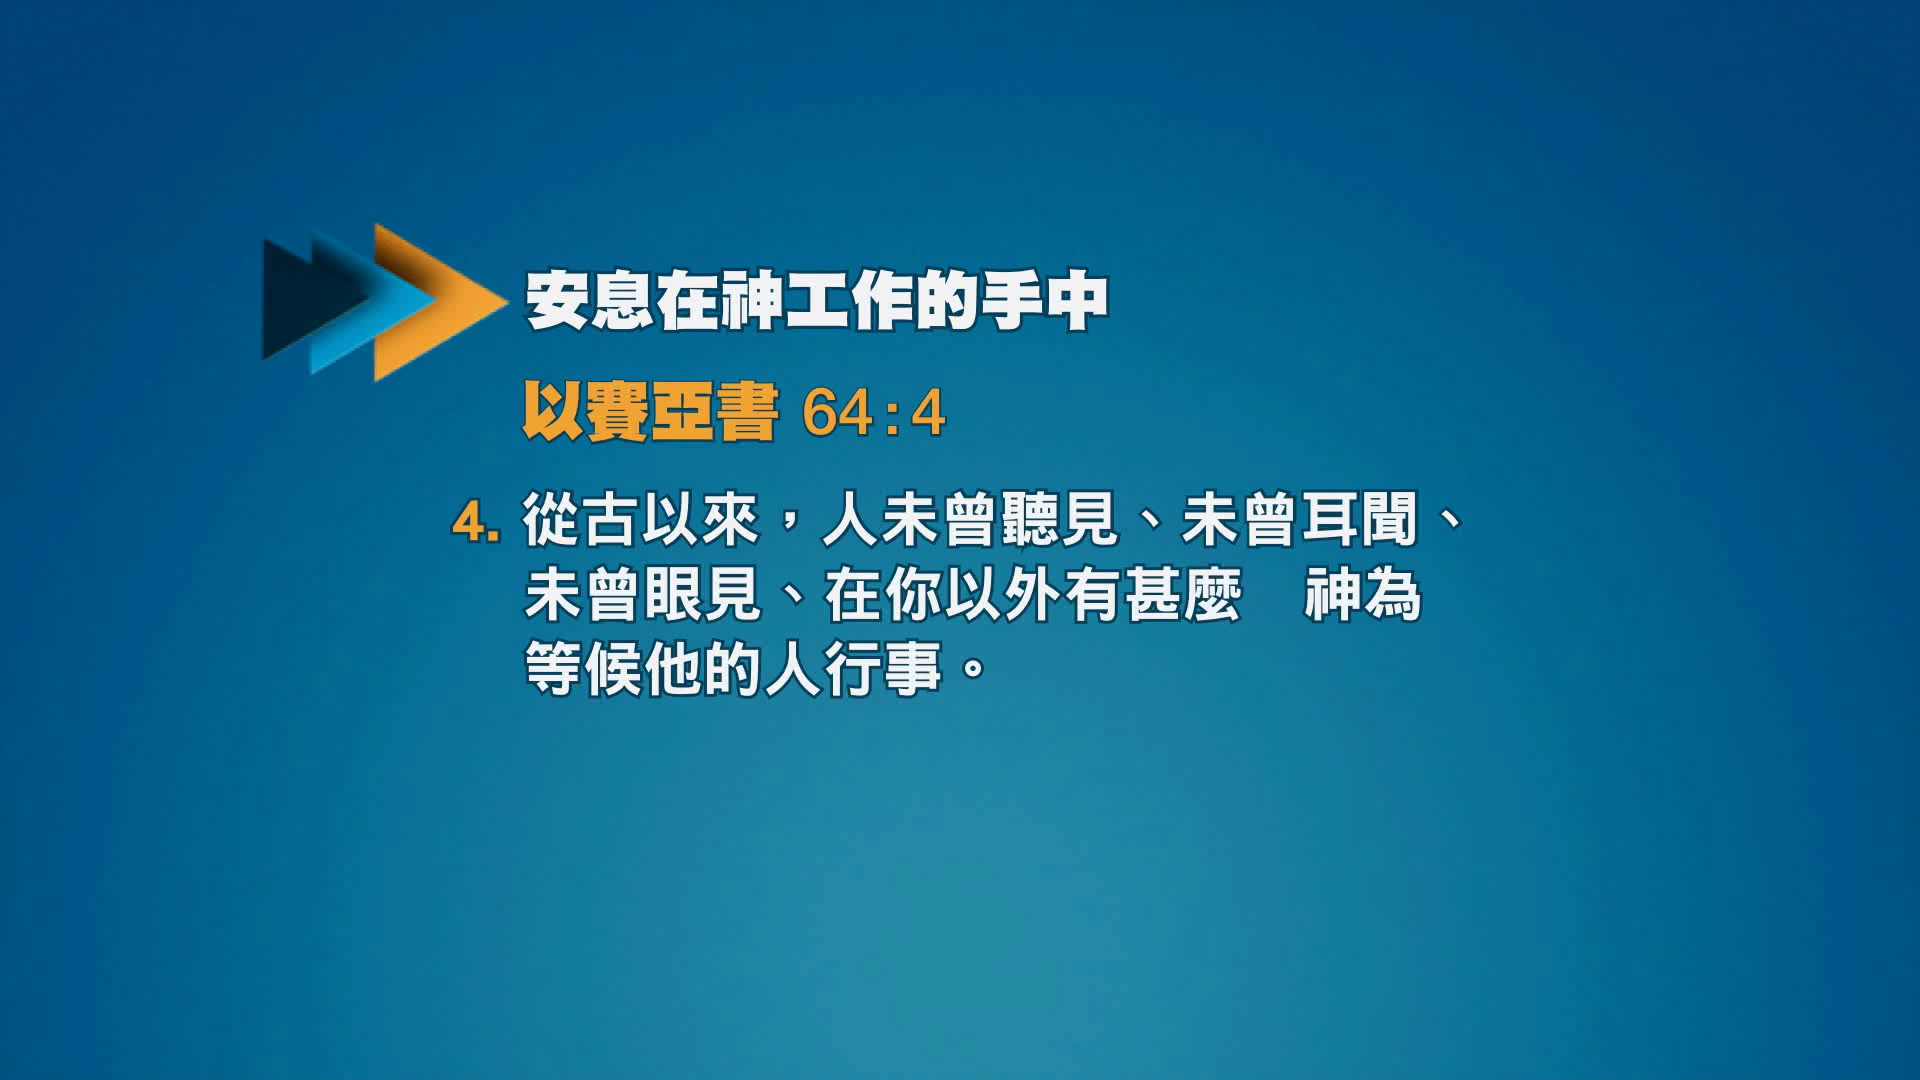 安息在神工作的手中
以賽亞書 64:4
4. 從古以來，人未曾聽見、未曾耳聞、
未曾眼見、在你以外有甚麼　神為
等候他的人行事。